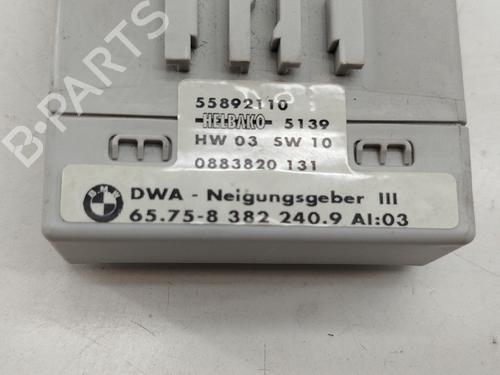 55892110
HELBAKO 5139
HW 03 SW 10
0883820 131
BMW
DWA - Neigungsgeber III
65.75-8 382 240.9 AI:03
B-PARTS